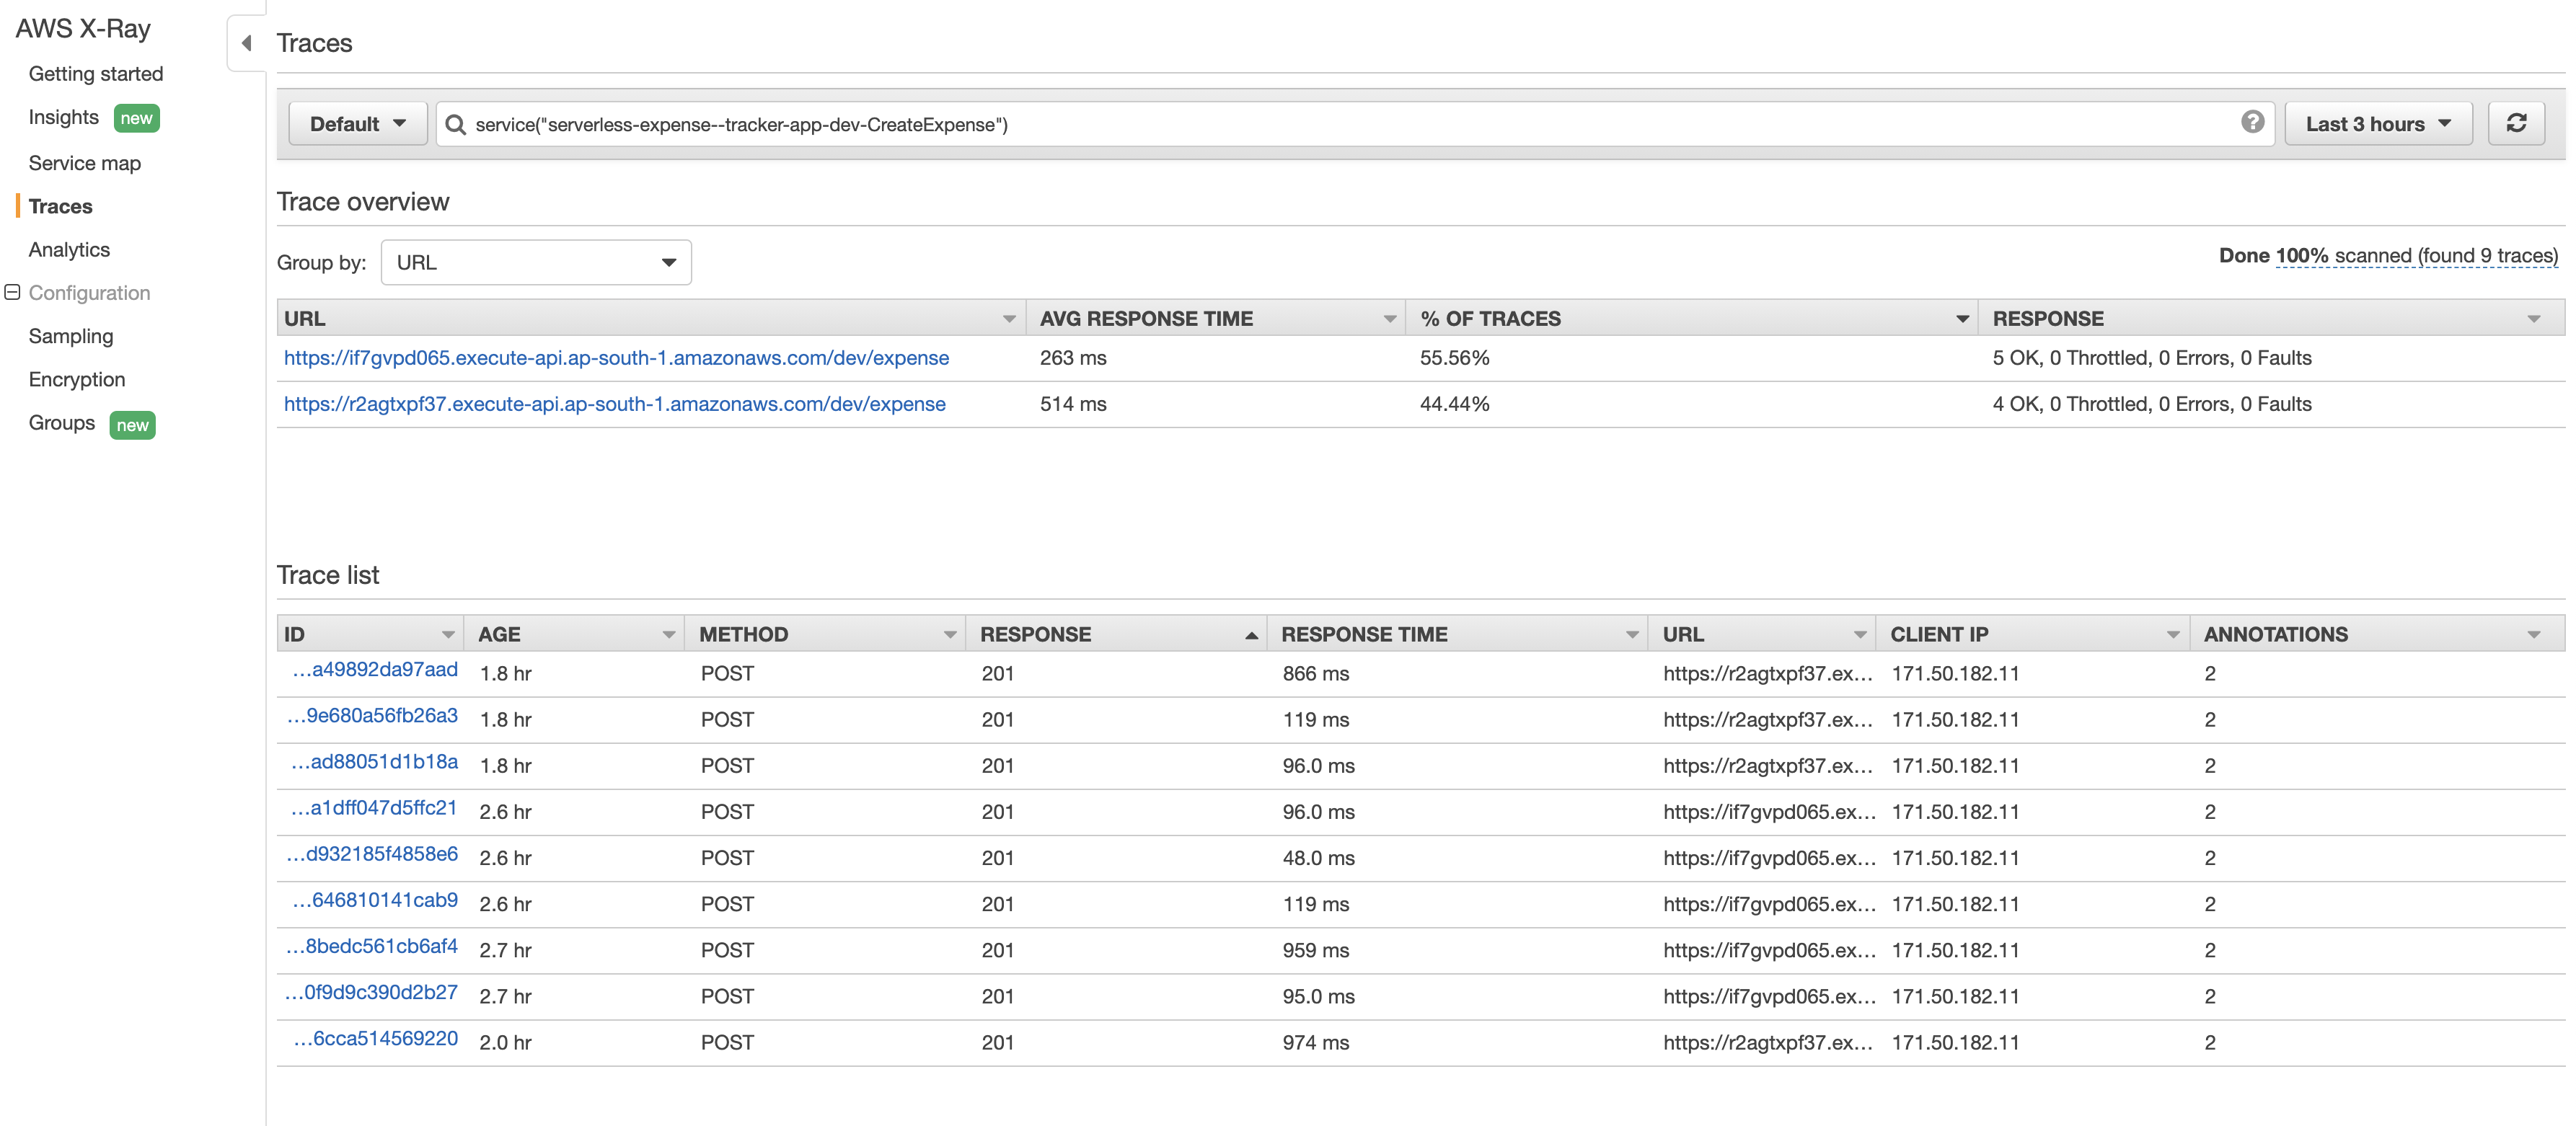 AWS X-Ray
Getting started
Insights new
Service map
Traces
Analytics
Configuration
Sampling
Encryption
Groups new
Traces
Default service("serverless-expense--tracker-app-dev-CreateExpense") ? Last 3 hours
Trace overview
Group by: URL Done 100% scanned (found 9 traces)
URL AVG RESPONSE TIME % OF TRACES RESPONSE
https://if7gvpd065.execute-api.ap-south-1.amazonaws.com/dev/expense 263 ms 55.56% 5 OK, 0 Throttled, 0 Errors, 0 Faults
https://r2agtxpf37.execute-api.ap-south-1.amazonaws.com/dev/expense 514 ms 44.44% 4 OK, 0 Throttled, 0 Errors, 0 Faults
Trace list
ID AGE METHOD RESPONSE RESPONSE TIME URL CLIENT IP ANNOTATIONS
...a49892da97aad 1.8 hr POST 201 866 ms https://r2agtxpf37.ex... 171.50.182.11 2
...9e680a56fb26a3 1.8 hr POST 201 119 ms https://r2agtxpf37.ex... 171.50.182.11 2
...ad88051d1b18a 1.8 hr POST 201 96.0 ms https://r2agtxpf37.ex... 171.50.182.11 2
...a1dff047d5ffc21 2.6 hr POST 201 96.0 ms https://if7gvpd065.ex... 171.50.182.11 2
...d932185f4858e6 2.6 hr POST 201 48.0 ms https://if7gvpd065.ex... 171.50.182.11 2
...646810141cab9 2.6 hr POST 201 119 ms https://if7gvpd065.ex... 171.50.182.11 2
...8bedc561cb6af4 2.7 hr POST 201 959 ms https://if7gvpd065.ex... 171.50.182.11 2
...0f9d9c390d2b27 2.7 hr POST 201 95.0 ms https://if7gvpd065.ex... 171.50.182.11 2
...6cca514569220 2.0 hr POST 201 974 ms https://r2agtxpf37.ex... 171.50.182.11 2